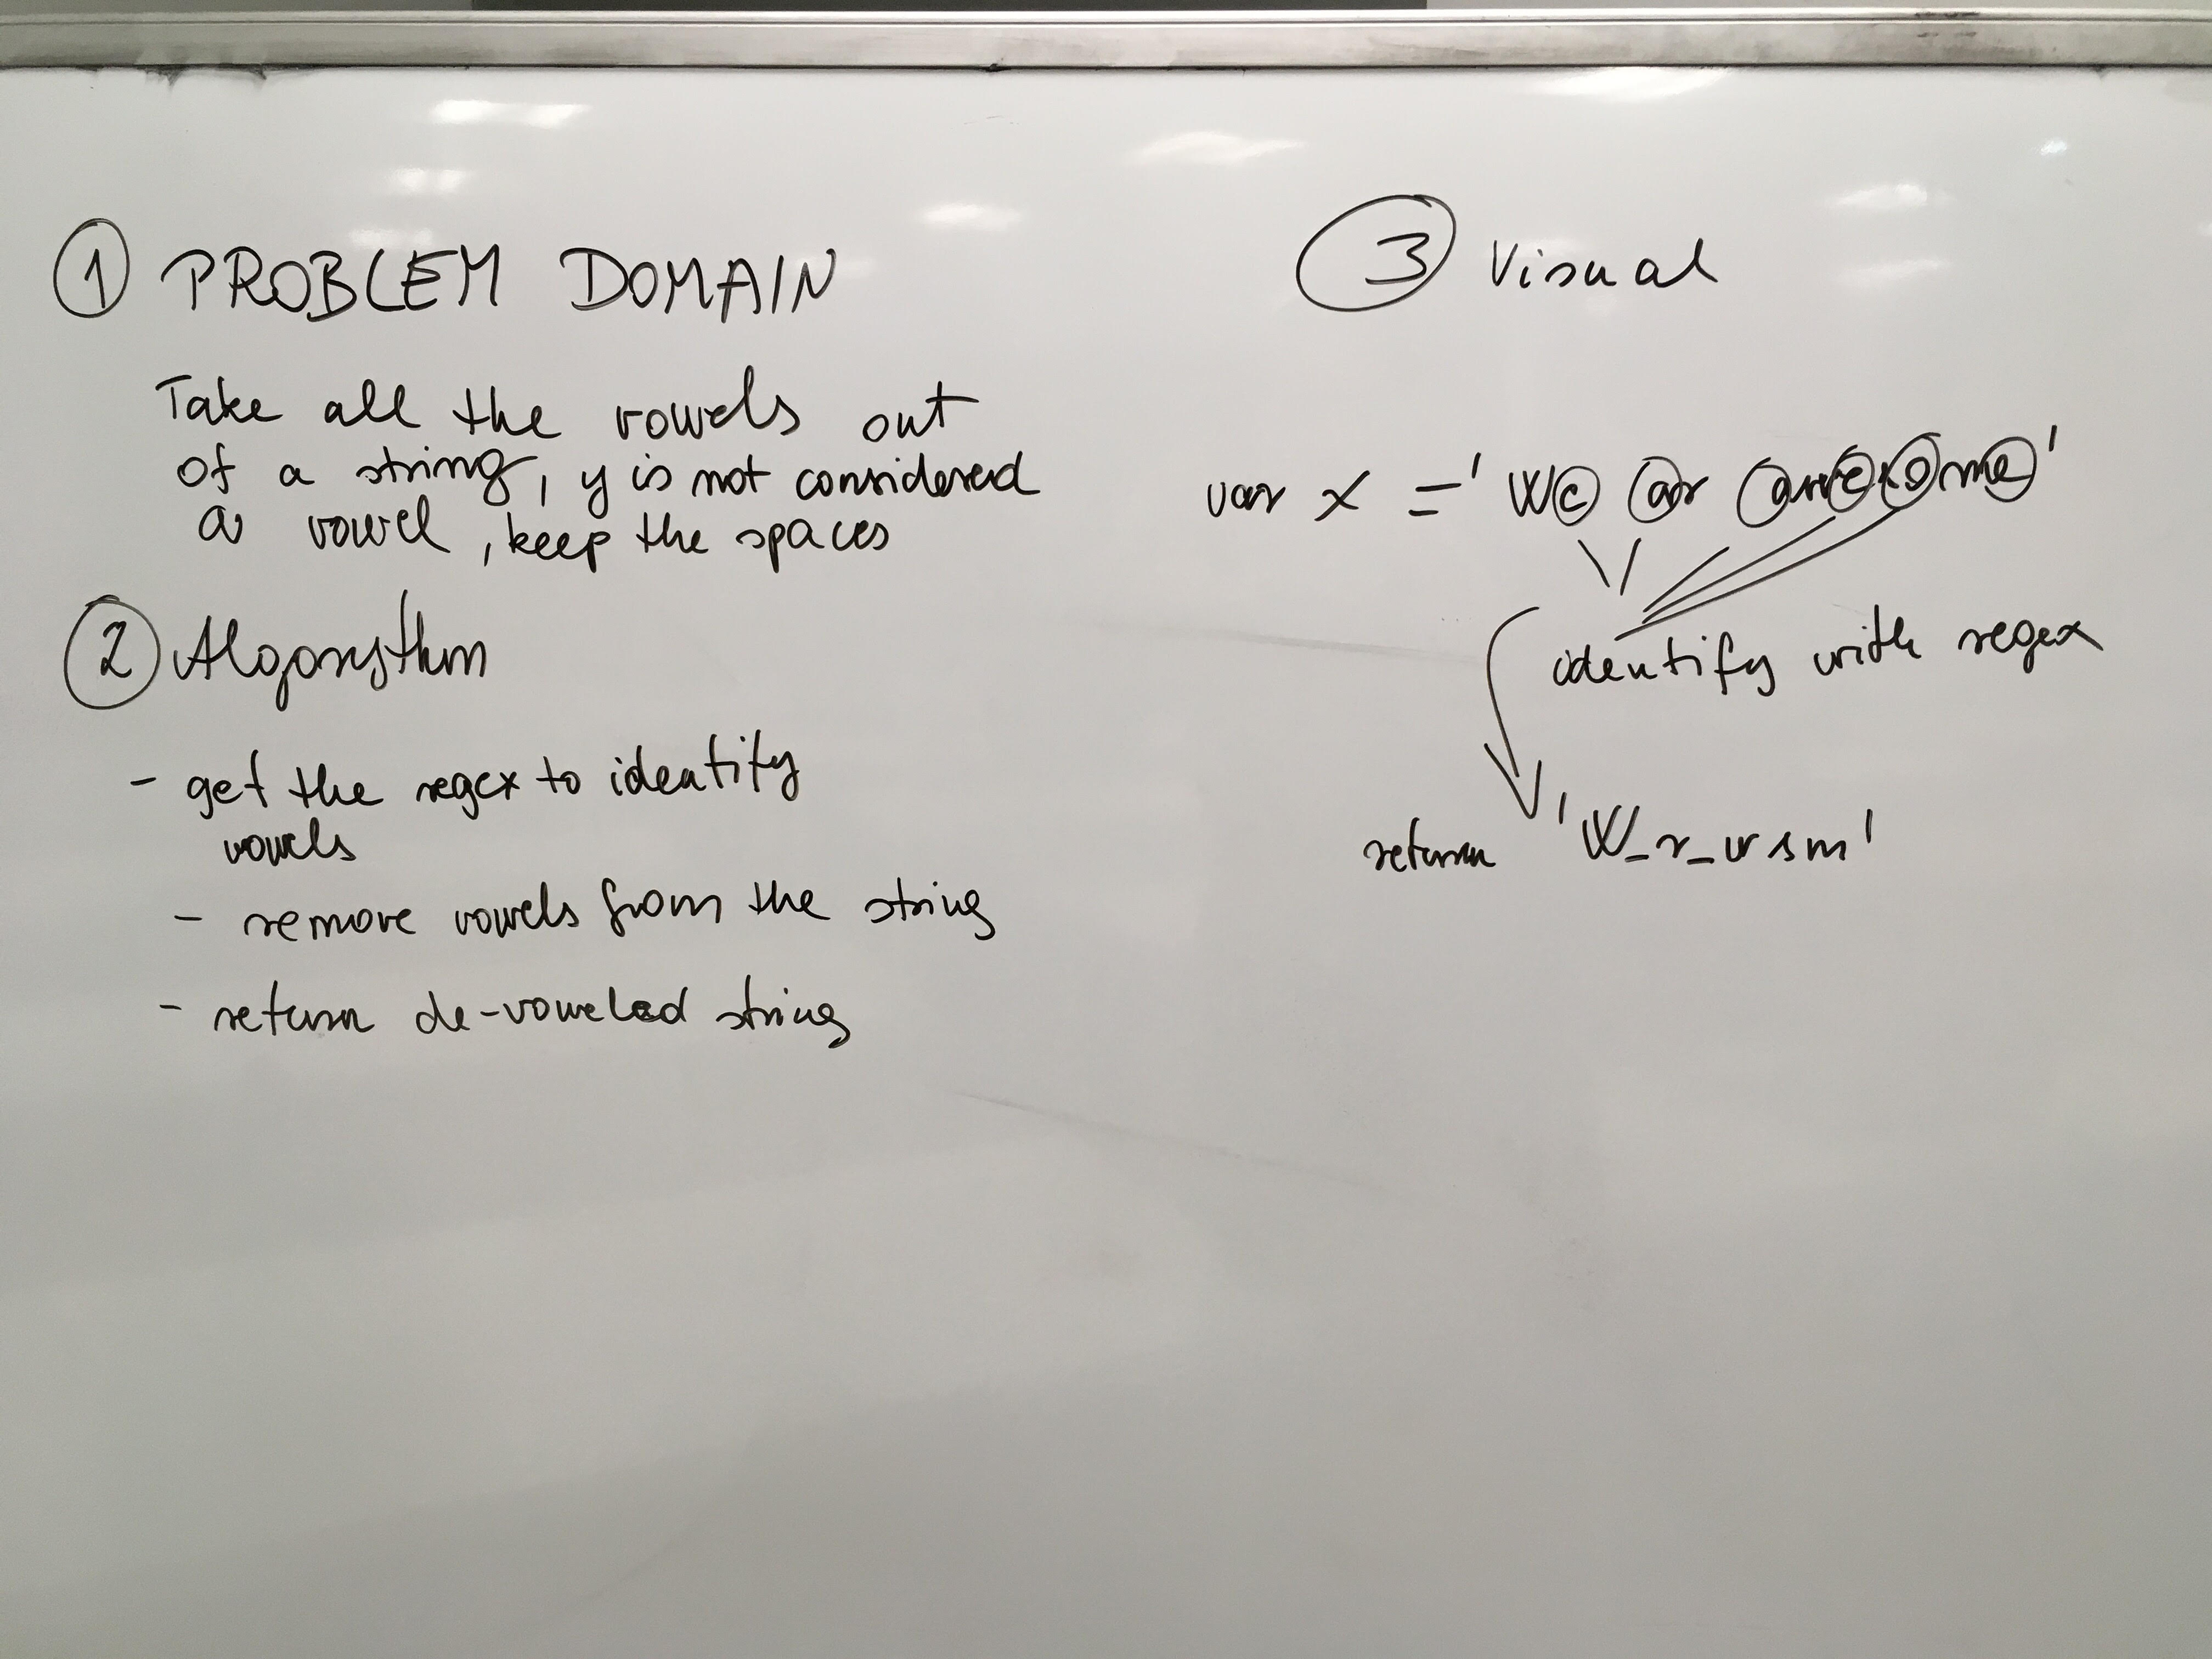 ① PROBLEM DOMAIN
Take all the vowels out
of a string, y is not considered
a vowel, keep the spaces
② Algorythm
- get the regex to identify
vowels
- remove vowels from the string
- return de-voweled string
③ Visual
var x = 'We ar awesome'
identify with regex
return 'W_r_wsm'